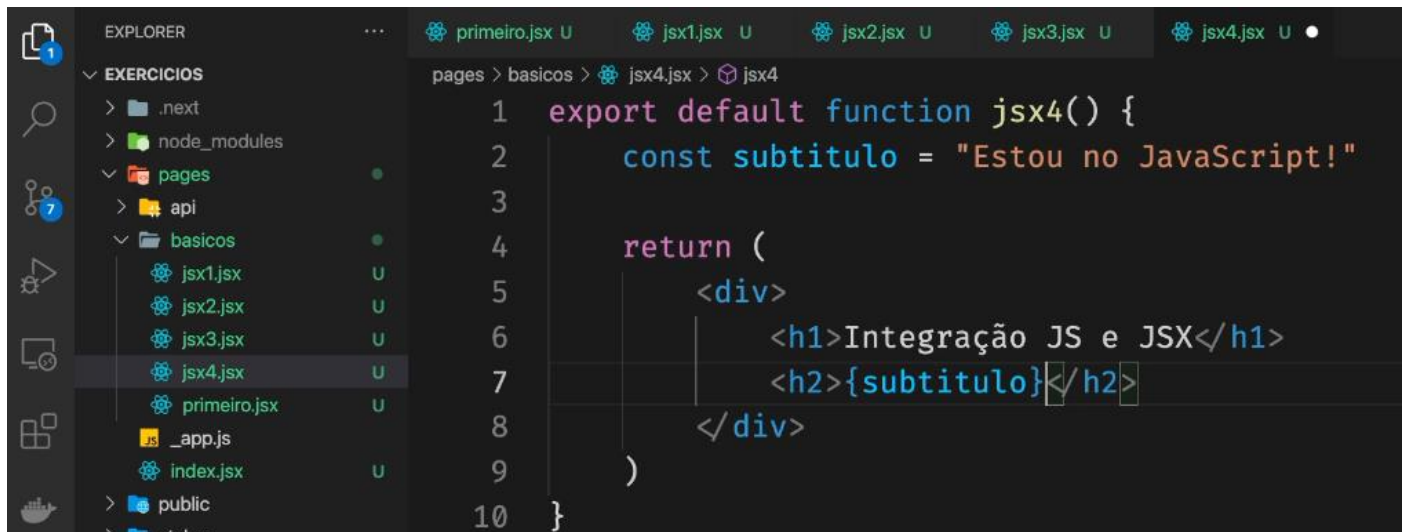 EXPLORER ...
primeiro.jsx U jsx1.jsx U jsx2.jsx U jsx3.jsx U jsx4.jsx U
1
EXERCICIOS
pages > basicos > jsx4.jsx > jsx4
.next
node_modules
pages
7
api
basicos
jsx1.jsx U
jsx2.jsx U
jsx3.jsx U
jsx4.jsx U
primeiro.jsx U
JS _app.js
index.jsx U
public
1 export default function jsx4() {
2 const subtitulo = "Estou no JavaScript!"
3
4 return (
5 <div>
6 <h1>Integração JS e JSX</h1>
7 <h2>{subtitulo}</h2>
8 </div>
9 )
10 }